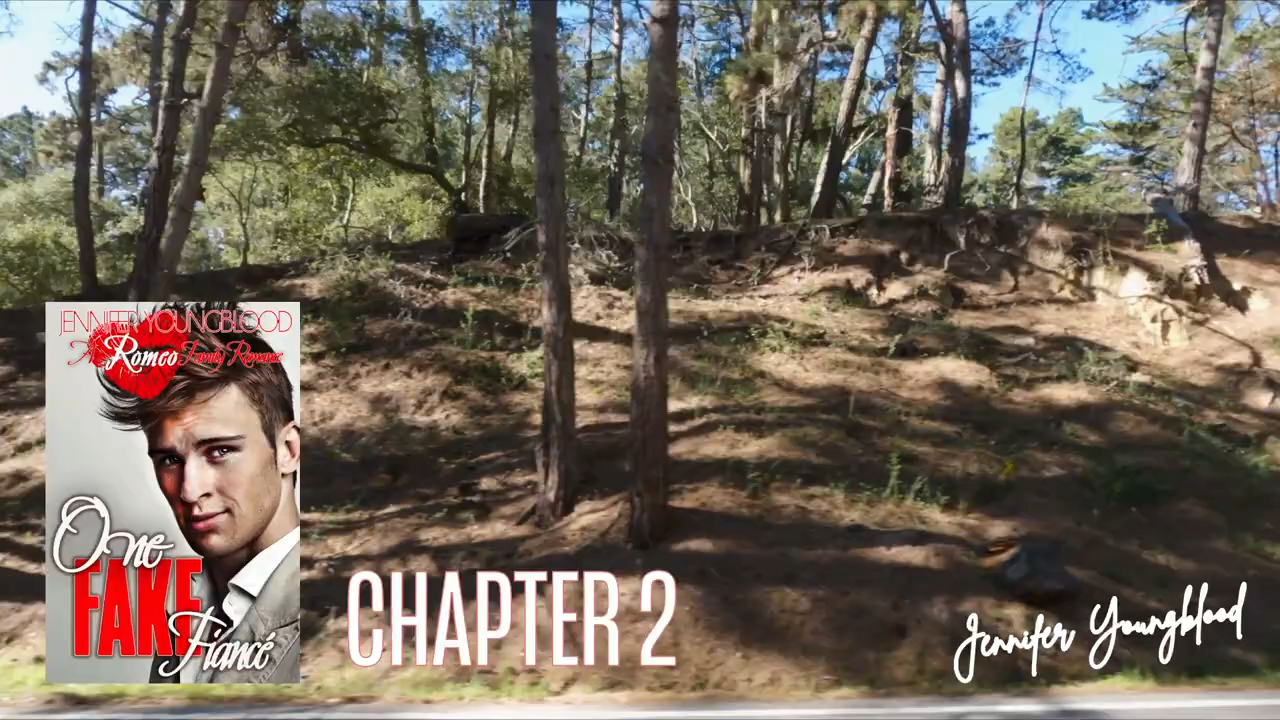 JENNIFER YOUNGBLOOD
A Romeo Family Romance
One
FAKE
Fiancé
CHAPTER 2
Jennifer Youngblood